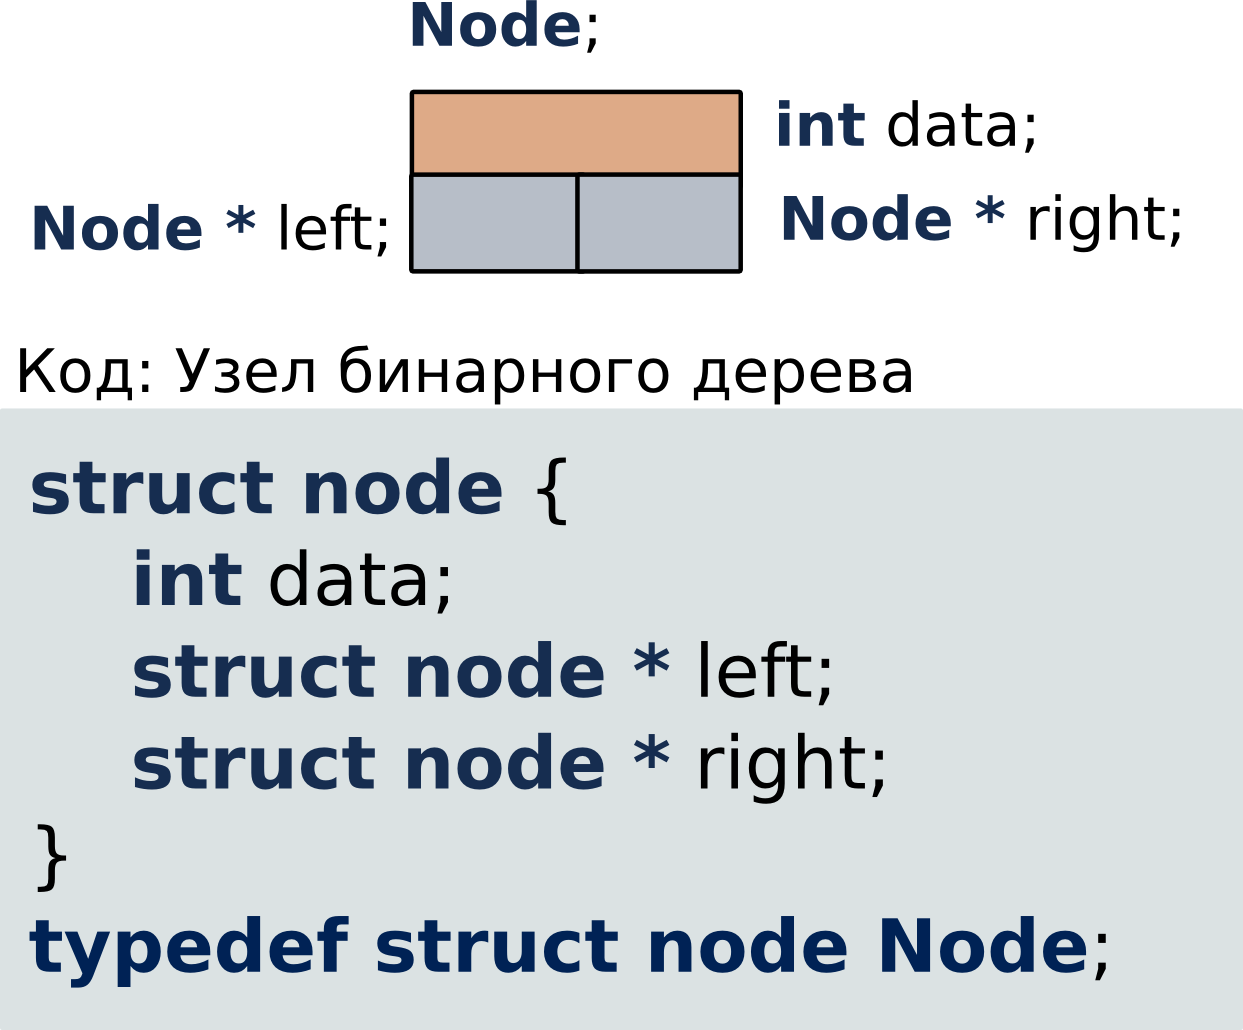 Node;
int data;
Node * left;
Node * right;
Код: Узел бинарного дерева
struct node {
int data;
struct node * left;
struct node * right;
}
typedef struct node Node;